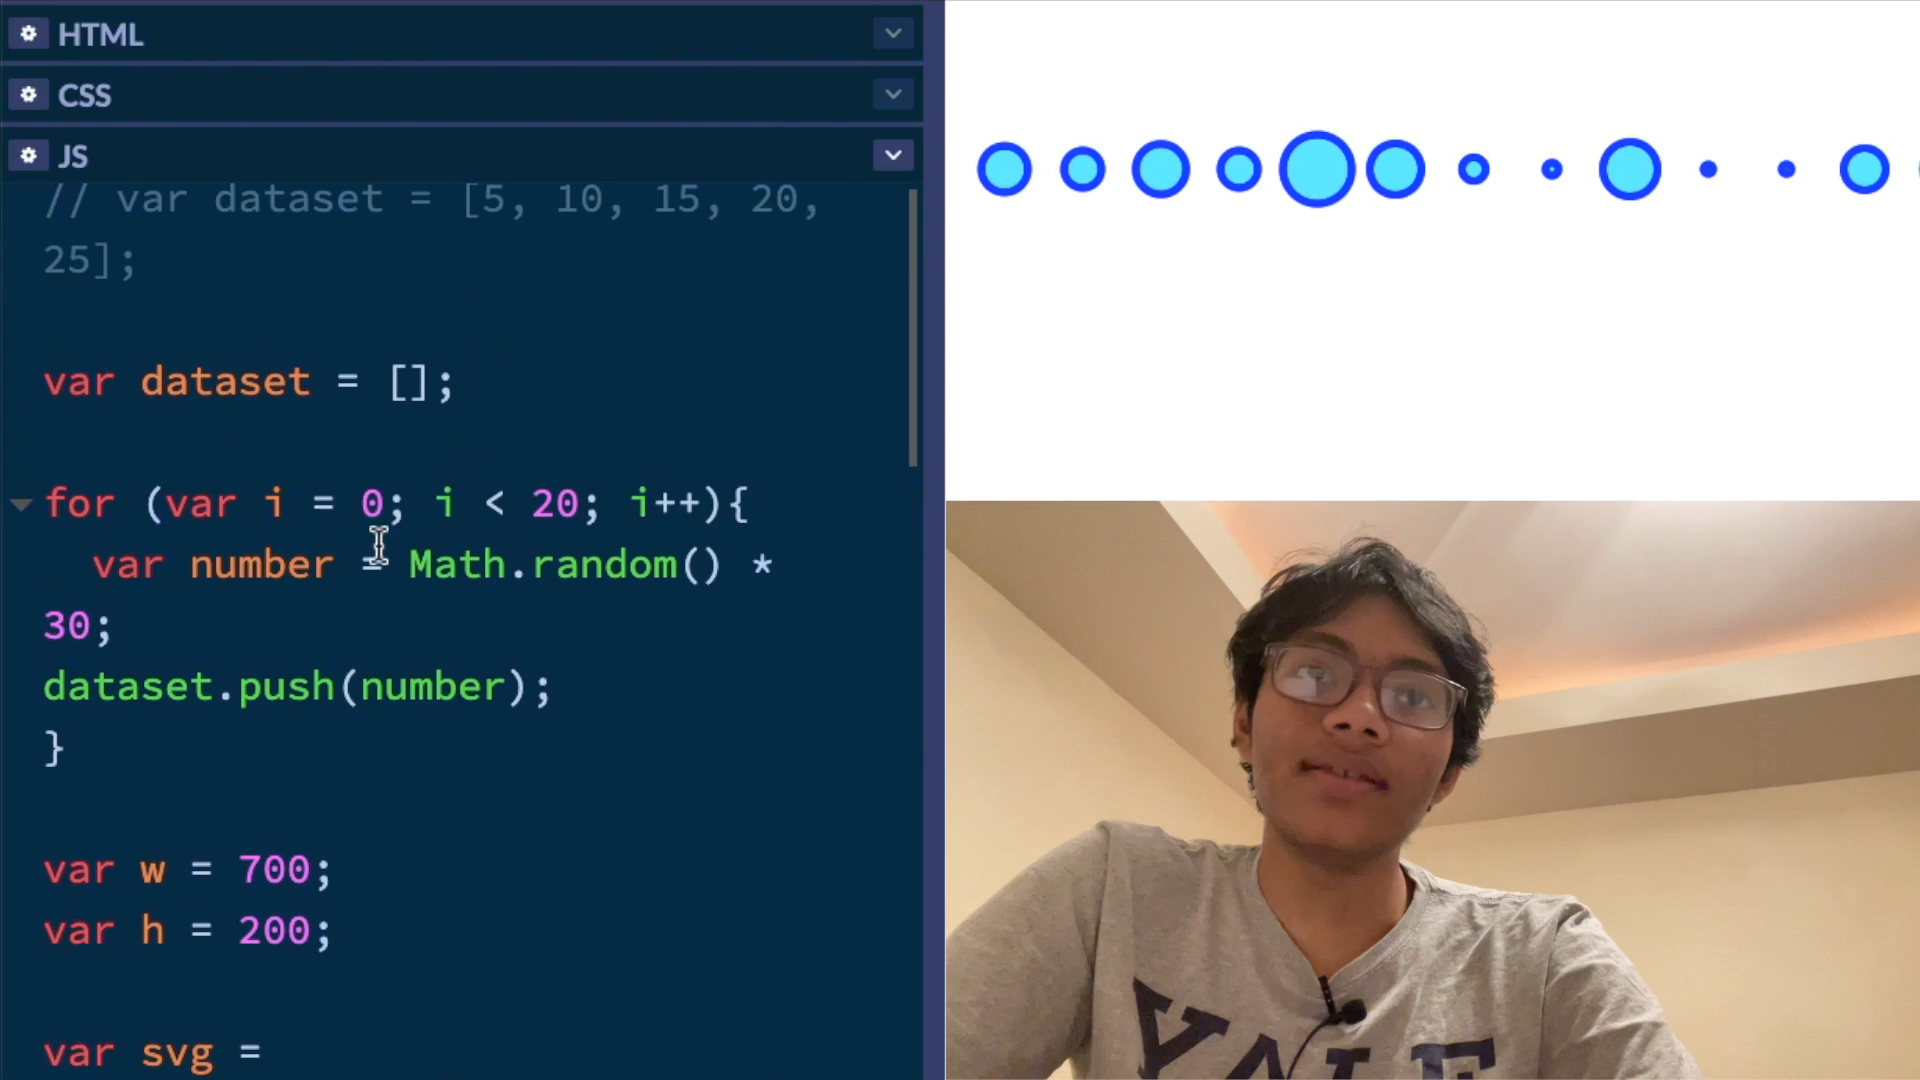 HTML
CSS
JS
// var dataset = [5, 10, 15, 20,
25];
var dataset = [];
for (var i = 0; i < 20; i++){
var number = Math.random() *
30;
dataset.push(number);
}
var w = 700;
var h = 200;
var svg =
YALE